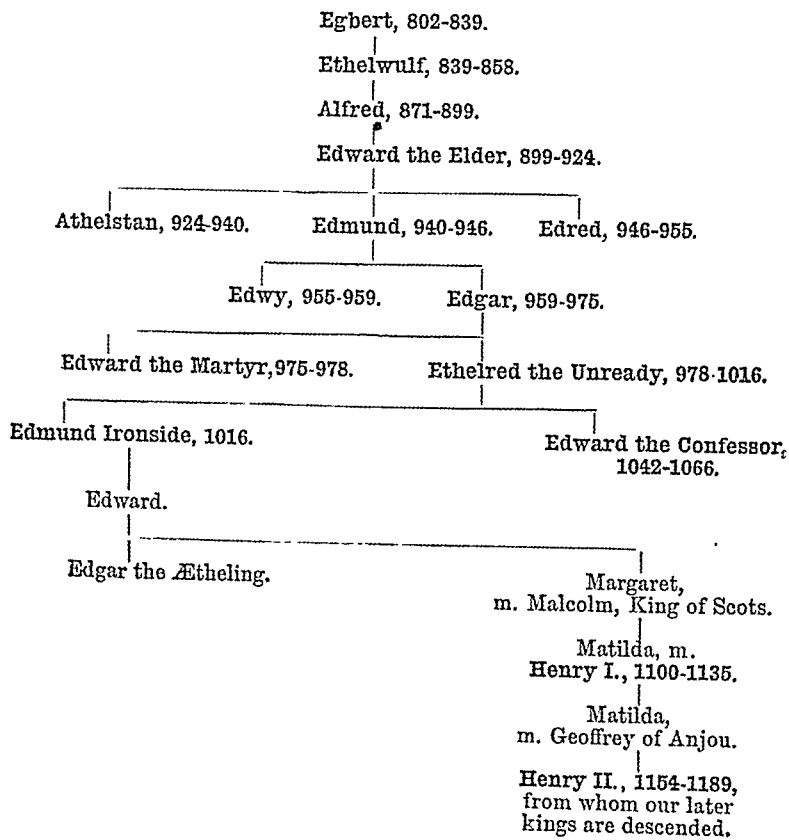 Egbert, 802-839.
Ethelwulf, 839-858.
Alfred, 871-899.
Edward the Elder, 899-924.
Athelstan, 924-940. Edmund, 940-946. Edred, 946-955.
Edwy, 955-959. Edgar, 959-975.
Edward the Martyr,975-978. Ethelred the Unready, 978-1016.
Edmund Ironside, 1016. Edward the Confessor,
1042-1066.
Edward.
Edgar the Ætheling. Margaret,
m. Malcolm, King of Scots.
Matilda, m.
Henry I., 1100-1135.
Matilda,
m. Geoffrey of Anjou.
Henry II., 1154-1189,
from whom our later
kings are descended.